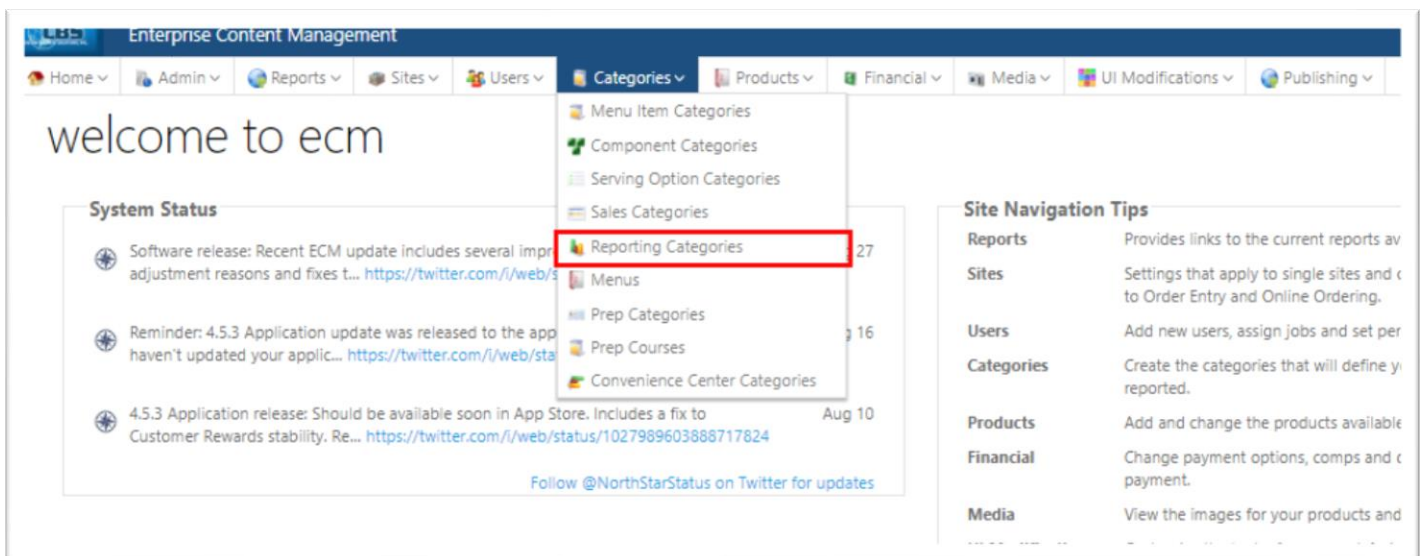 CBS Enterprise Content Management
Home Admin Reports Sites Users Categories Products Financial Media UI Modifications Publishing
welcome to ecm
Menu Item Categories
Component Categories
Serving Option Categories
Sales Categories
Reporting Categories
Menus
Prep Categories
Prep Courses
Convenience Center Categories
System Status
Software release: Recent ECM update includes several impr 27
adjustment reasons and fixes t... https://twitter.com/i/web/s
Reminder: 4.5.3 Application update was released to the app 16
haven't updated your applic... https://twitter.com/i/web/sta
4.5.3 Application release: Should be available soon in App Store. Includes a fix to Aug 10
Customer Rewards stability. Re... https://twitter.com/i/web/status/1027989603888717824
Follow @NorthStarStatus on Twitter for updates
Site Navigation Tips
Reports Provides links to the current reports av
Sites Settings that apply to single sites and
to Order Entry and Online Ordering.
Users Add new users, assign jobs and set per
Categories Create the categories that will define y
reported.
Products Add and change the products available
Financial Change payment options, comps and
payment.
Media View the images for your products and